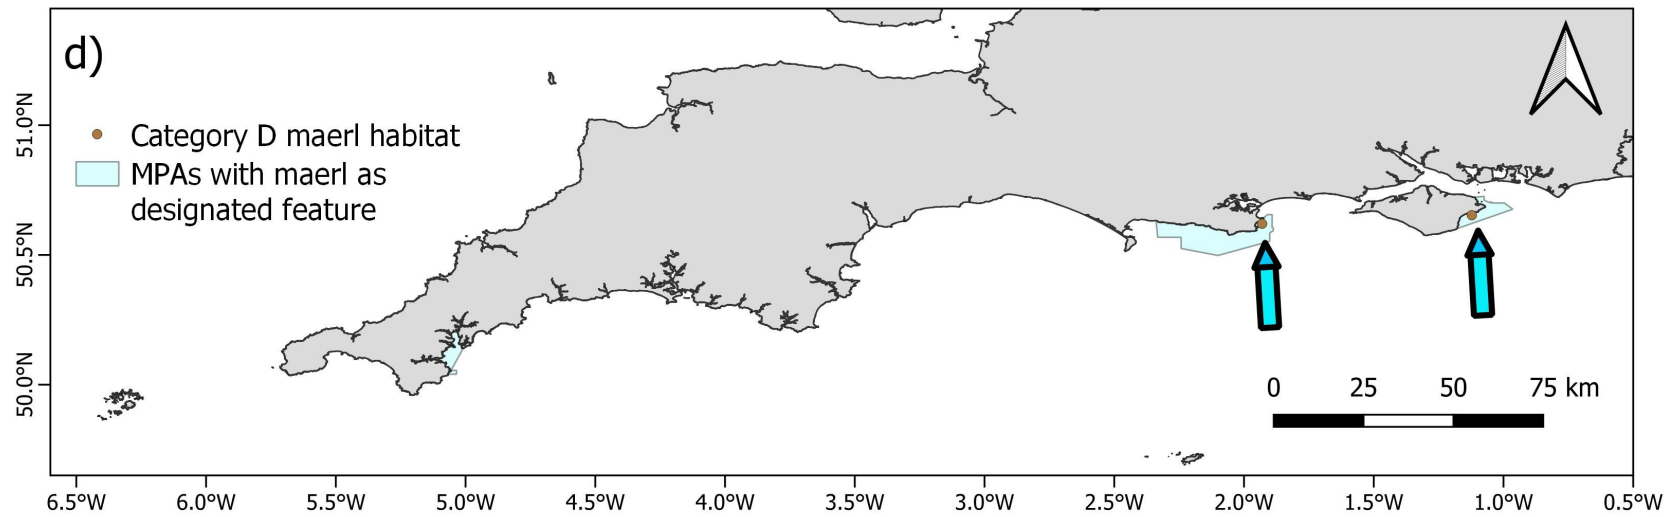 d)
Category D maerl habitat
MPAs with maerl as
designated feature
51.0°N
50.5°N
50.0°N
0 25 50 75 km
6.5°W 6.0°W 5.5°W 5.0°W 4.5°W 4.0°W 3.5°W 3.0°W 2.5°W 2.0°W 1.5°W 1.0°W 0.5°W